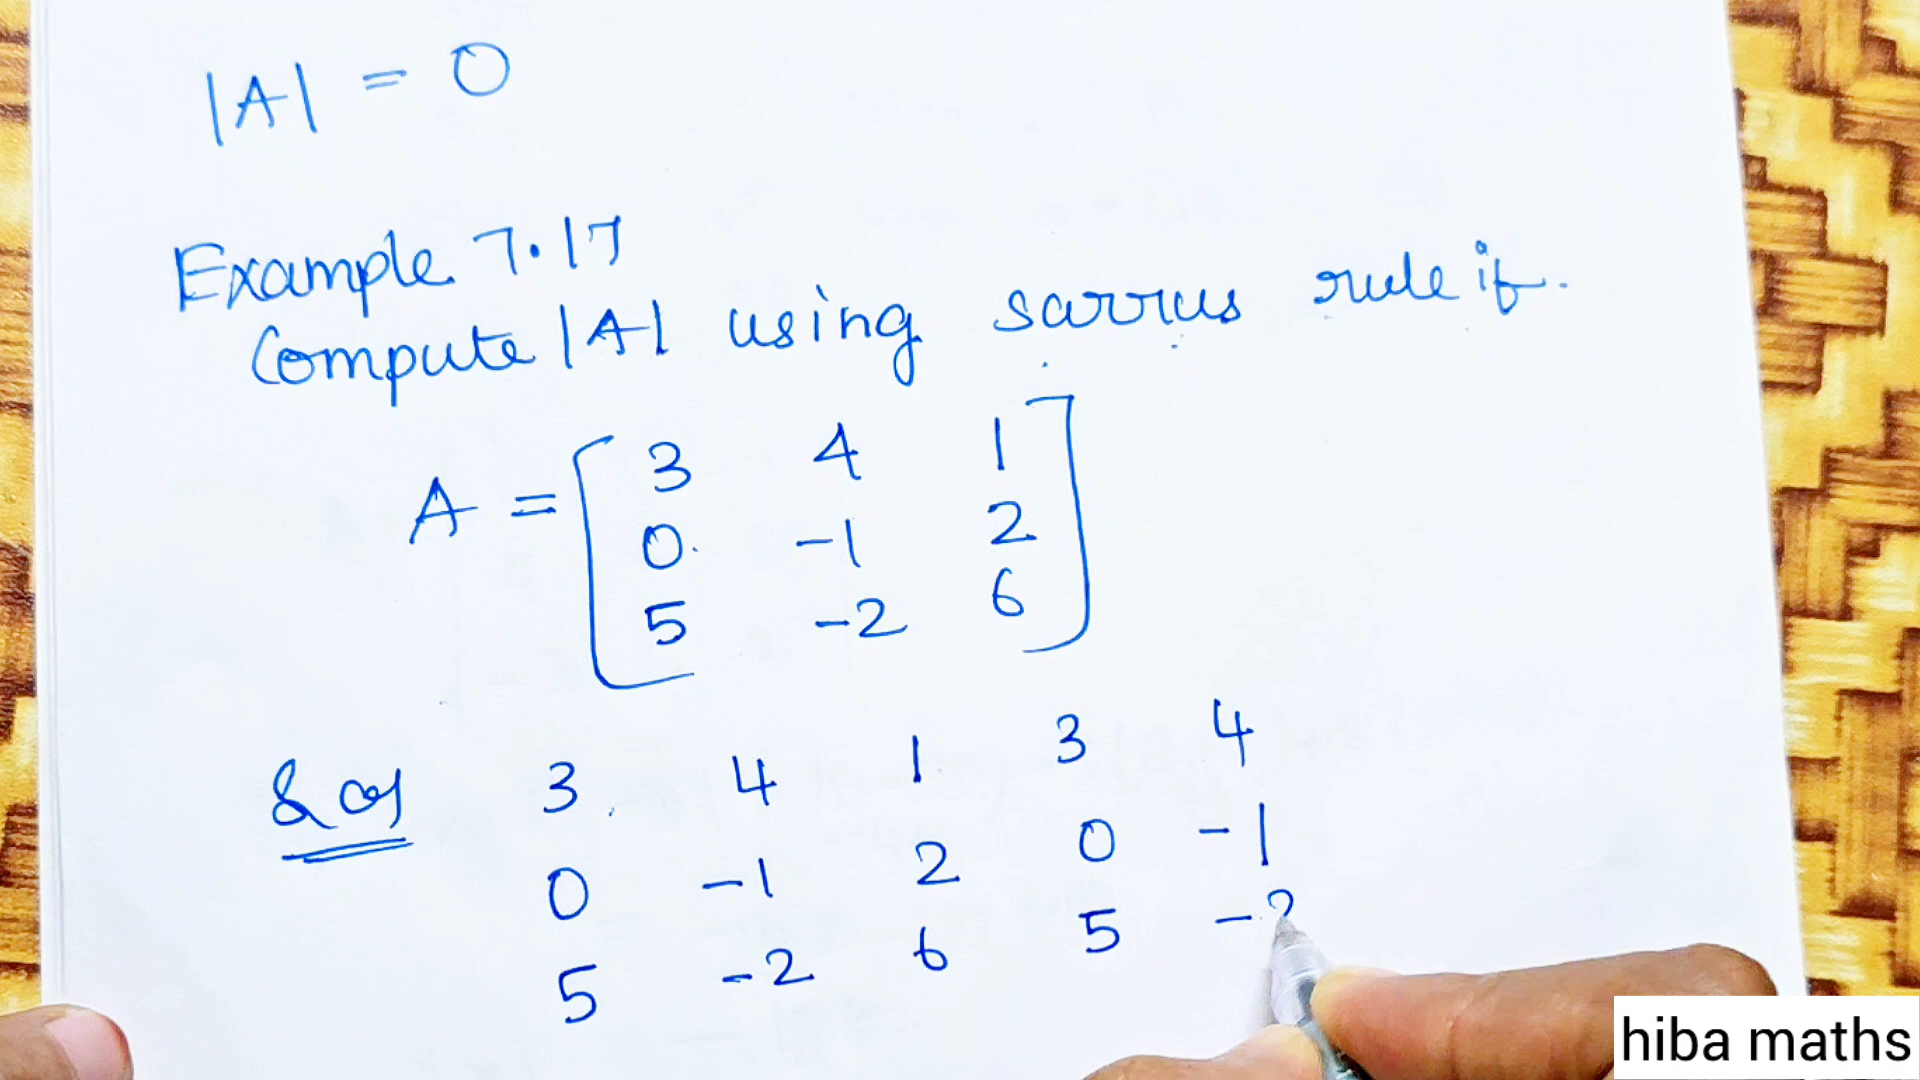 |A| = 0
Example 7.17
Compute |A| using sarrus rule if.
A = [ 3 4 1
0 -1 2
5 -2 6 ]
Sol 3 4 1 3 4
0 -1 2 0 -1
5 -2 6 5 -2
hiba maths